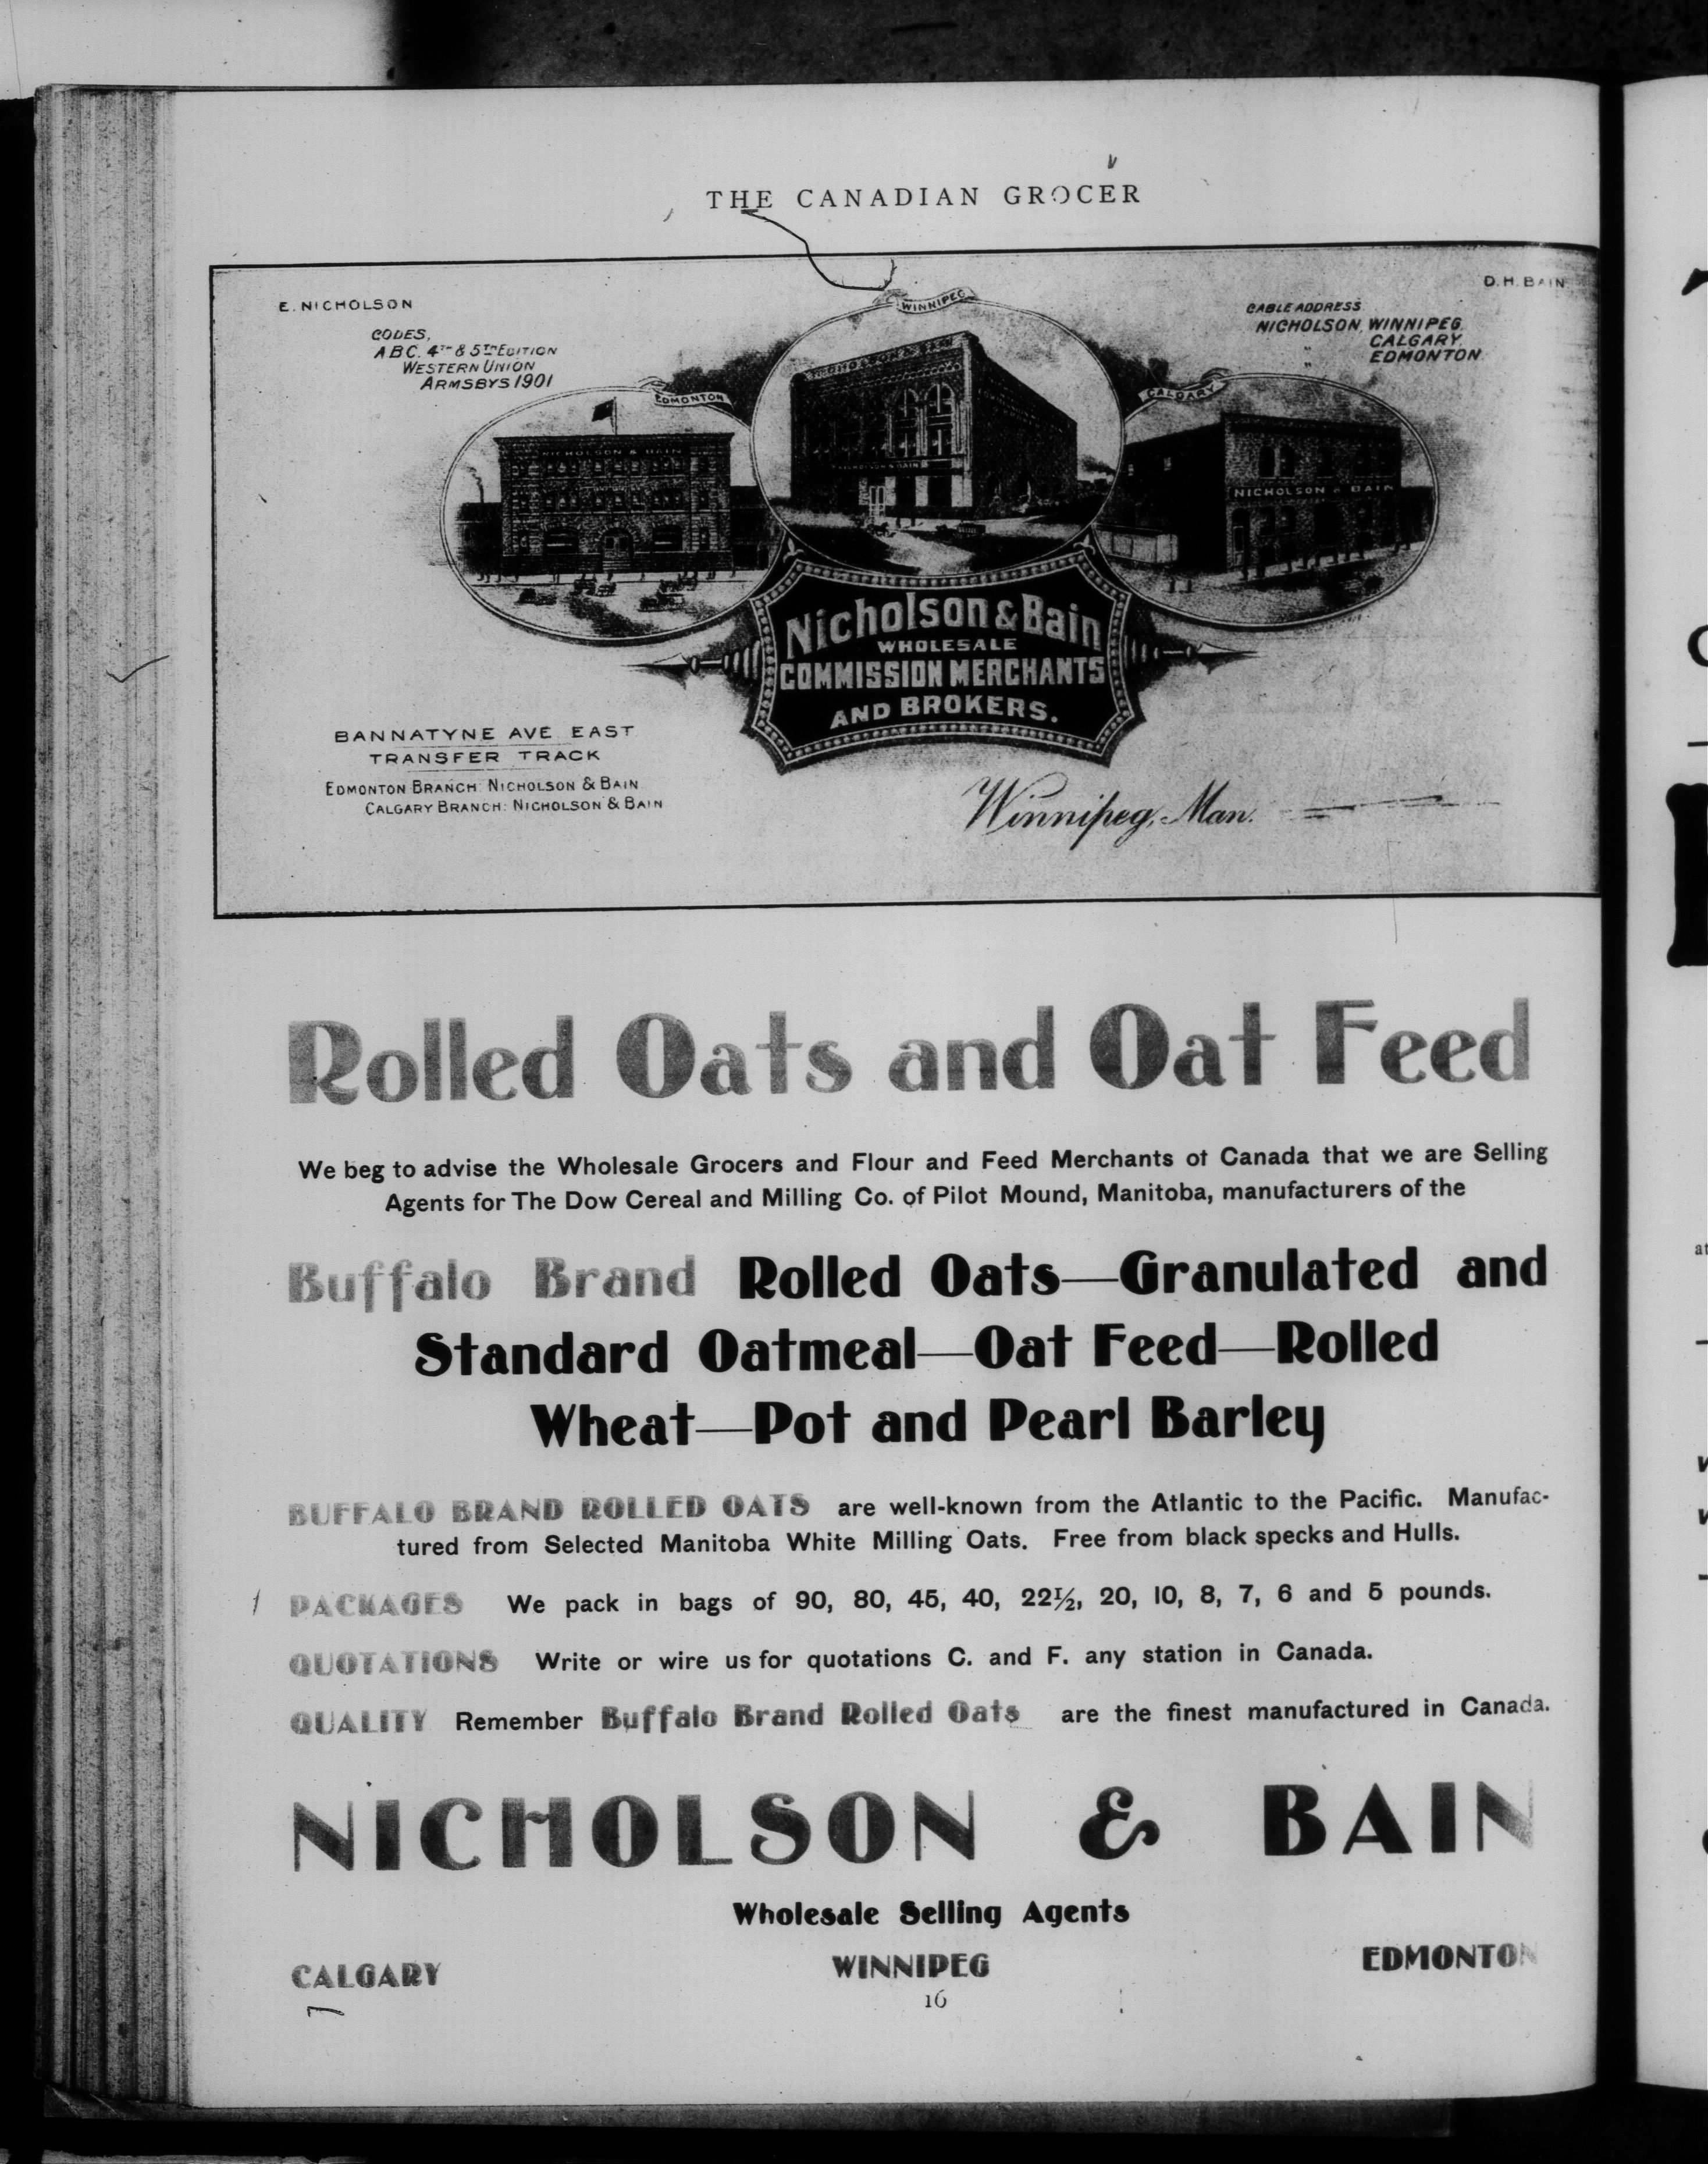 THE CANADIAN GROCER
E. NICHOLSON
D. H. BAIN
CODES,
ABC. 4TH & 5TH EDITION
WESTERN UNION
ARMSBYS 1901
CABLE ADDRESS
NICHOLSON, WINNIPEG.
" CALGARY.
" EDMONTON.
WINNIPEG
EDMONTON
CALGARY
NICHOLSON & BAIN
NICHOLSON & BAIN
NICHOLSON & BAIN
NICHOLSON & BAIN
Nicholson & Bain
WHOLESALE
COMMISSION MERCHANTS
AND BROKERS.
BANNATYNE AVE EAST
TRANSFER TRACK
EDMONTON BRANCH: NICHOLSON & BAIN
CALGARY BRANCH: NICHOLSON & BAIN
Winnipeg, Man.
Rolled Oats and Oat Feed
We beg to advise the Wholesale Grocers and Flour and Feed Merchants of Canada that we are Selling
Agents for The Dow Cereal and Milling Co. of Pilot Mound, Manitoba, manufacturers of the
Buffalo Brand Rolled Oats—Granulated and
Standard Oatmeal—Oat Feed—Rolled
Wheat—Pot and Pearl Barley
BUFFALO BRAND ROLLED OATS are well-known from the Atlantic to the Pacific. Manufac-
tured from Selected Manitoba White Milling Oats. Free from black specks and Hulls.
PACKAGES We pack in bags of 90, 80, 45, 40, 22½, 20, 10, 8, 7, 6 and 5 pounds.
QUOTATIONS Write or wire us for quotations C. and F. any station in Canada.
QUALITY Remember Buffalo Brand Rolled Oats are the finest manufactured in Canada.
NICHOLSON & BAIN
Wholesale Selling Agents
CALGARY WINNIPEG EDMONTON
16